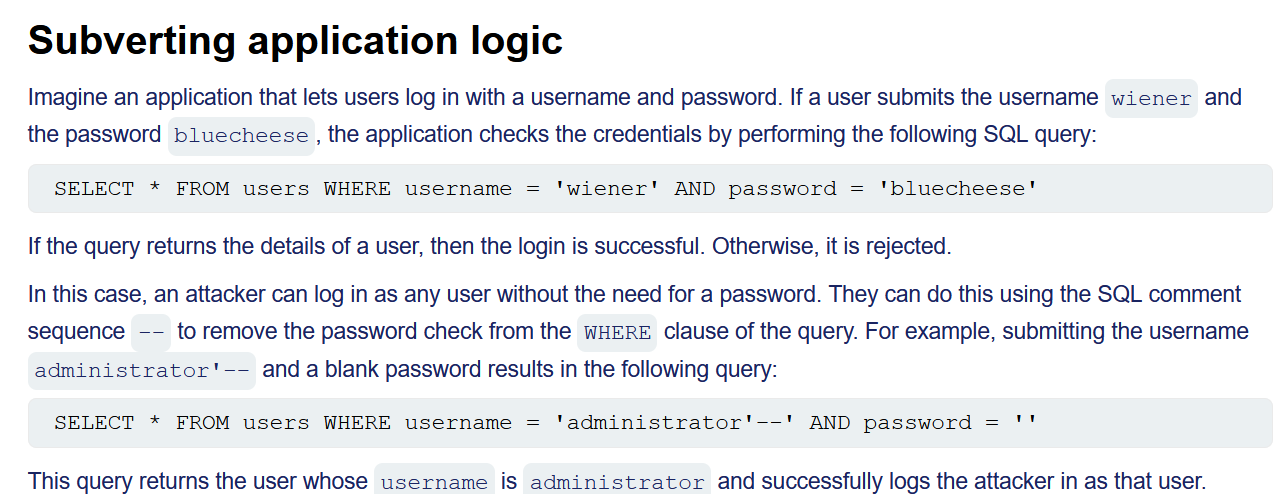 Subverting application logic
Imagine an application that lets users log in with a username and password. If a user submits the username wiener and
the password bluecheese, the application checks the credentials by performing the following SQL query:
SELECT * FROM users WHERE username = 'wiener' AND password = 'bluecheese'
If the query returns the details of a user, then the login is successful. Otherwise, it is rejected.
In this case, an attacker can log in as any user without the need for a password. They can do this using the SQL comment
sequence -- to remove the password check from the WHERE clause of the query. For example, submitting the username
administrator'-- and a blank password results in the following query:
SELECT * FROM users WHERE username = 'administrator'--' AND password = ''
This query returns the user whose username is administrator and successfully logs the attacker in as that user.